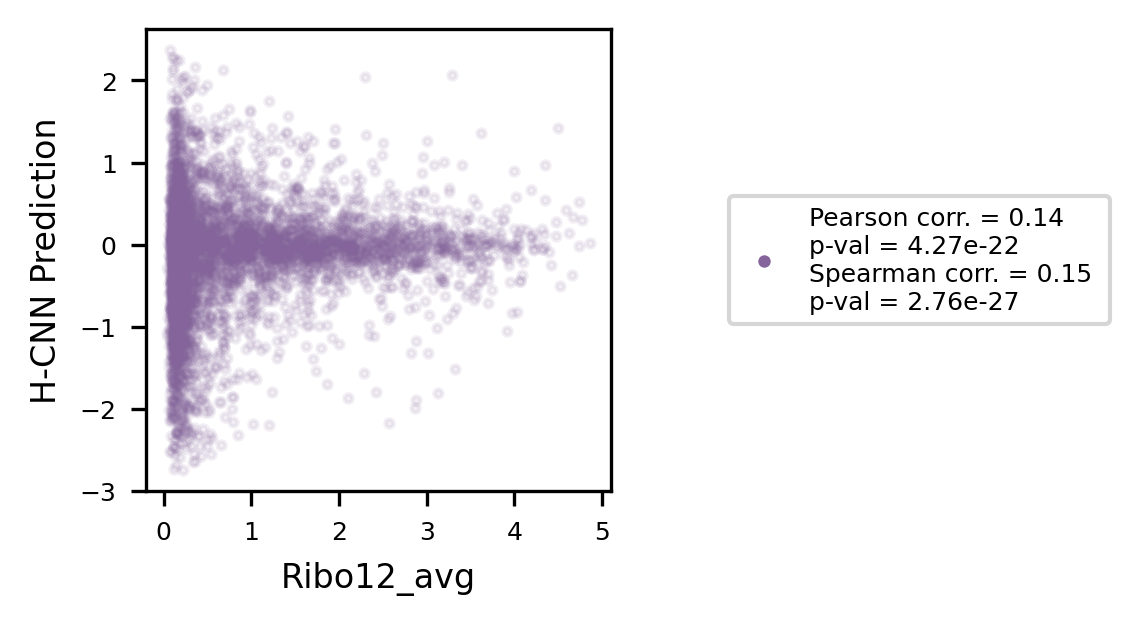 2
1
0
−1
−2
−3
H-CNN Prediction
0 1 2 3 4 5
Ribo12_avg
Pearson corr. = 0.14
p-val = 4.27e-22
Spearman corr. = 0.15
p-val = 2.76e-27